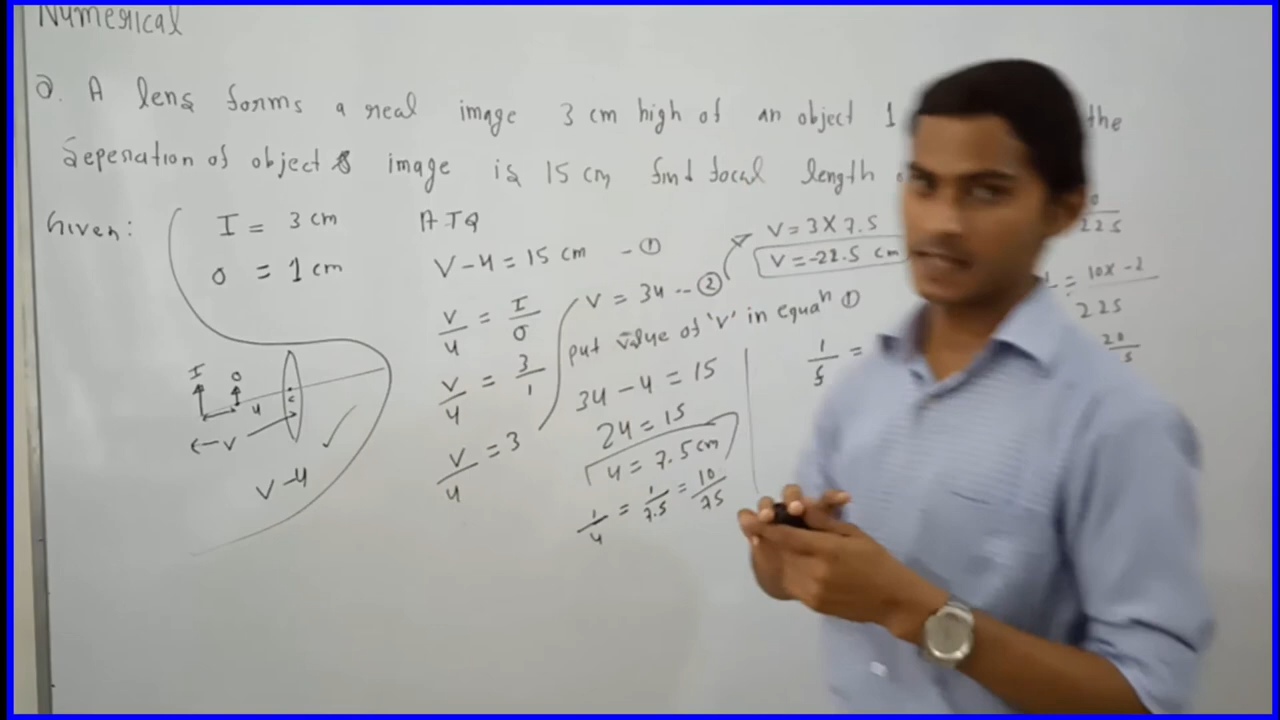 Numerical
Q. A lens forms a real image 3 cm high of an object 1 the
Seperation of object & image is 15 cm find focal length
Given: I = 3 cm
O = 1 cm
I O
u c
v
v-u
ATQ
v-u = 15 cm - ①
v/u = I/O
v/u = 3/1
v/u = 3
v = 3u -- ②
put value of 'v' in equaⁿ ①
3u - u = 15
2u = 15
u = 7.5 cm
1/u = 1/7.5 = 10/75
v = 3 X 7.5
v = -22.5 cm
1/f =
225
= 10x-2/225
20